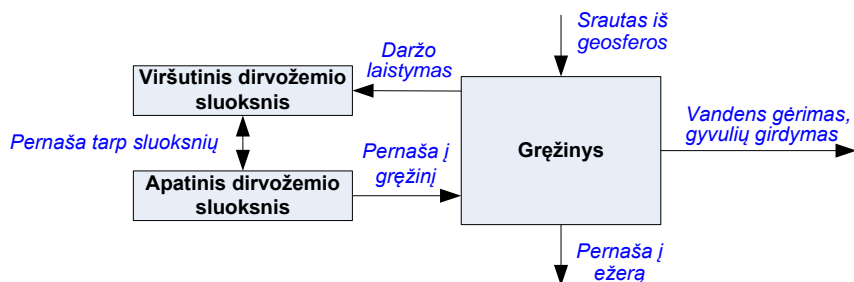 Srautas iš
geosferos
Daržo
laistymas
Viršutinis dirvožemio
sluoksnis
Vandens gėrimas,
gyvulių girdymas
Pernaša tarp sluoksnių
Pernaša į
gręžinį
Gręžinys
Apatinis dirvožemio
sluoksnis
Pernaša į
ežerą